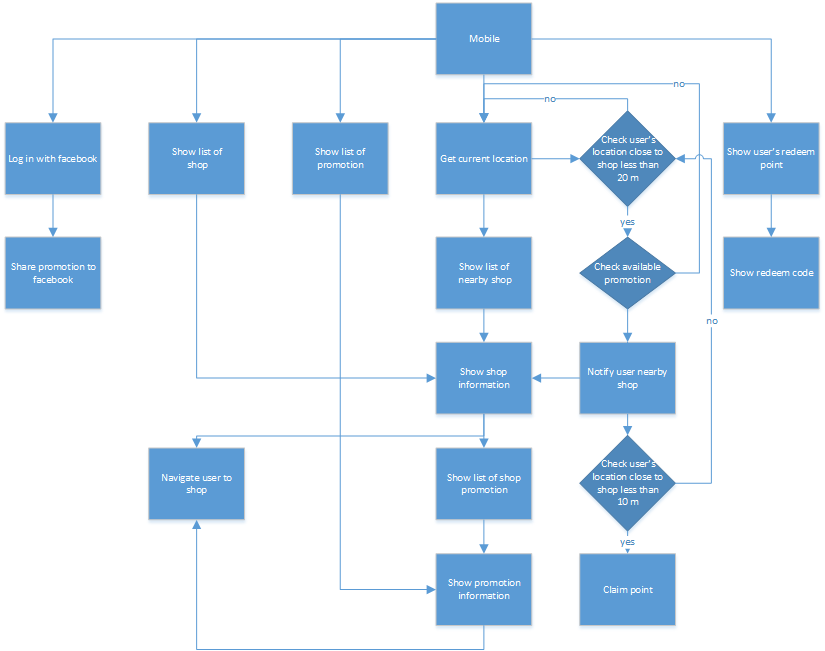 Mobile
no
no
Log in with facebook
Show list of
shop
Show list of
promotion
Get current location
Check user's
location close to
shop less than
20 m
Show user's redeem
point
yes
Share promotion to
facebook
Show list of
nearby shop
Check available
promotion
Show redeem code
no
Show shop
information
Notify user nearby
shop
Navigate user to
shop
Show list of shop
promotion
Check user's
location close to
shop less than
10 m
yes
Show promotion
information
Claim point